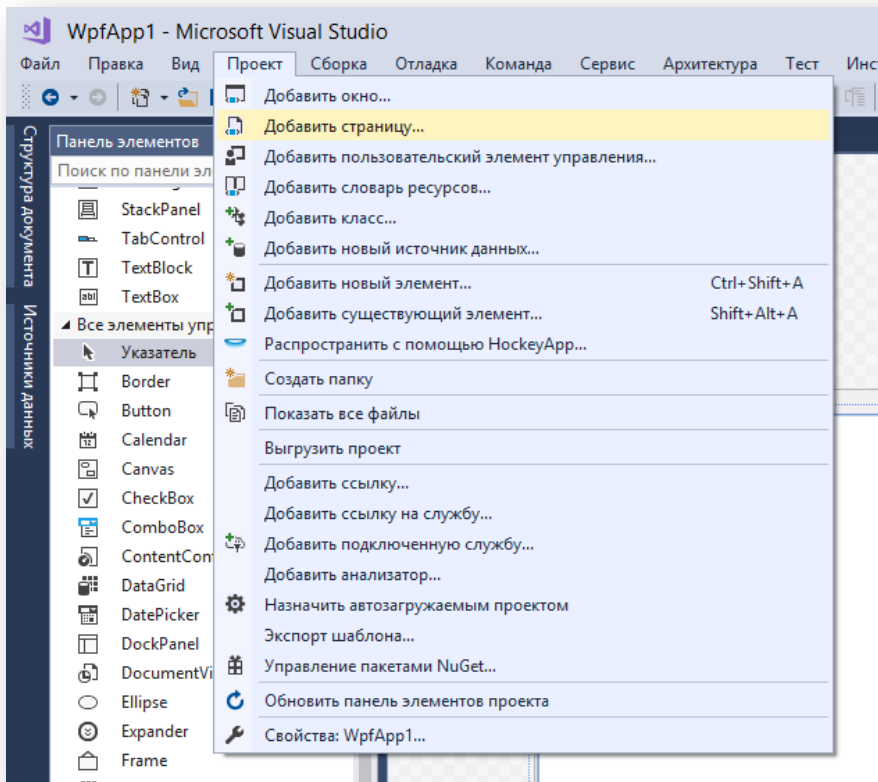 WpfApp1 - Microsoft Visual Studio
Файл Правка Вид Проект Сборка Отладка Команда Сервис Архитектура Тест Инс
Структура документа
Источники данных
Панель элементов
Поиск по панели эл
StackPanel
TabControl
TextBlock
TextBox
Все элементы упр
Указатель
Border
Button
Calendar
Canvas
CheckBox
ComboBox
ContentCon
DataGrid
DatePicker
DockPanel
DocumentVi
Ellipse
Expander
Frame
Добавить окно...
Добавить страницу...
Добавить пользовательский элемент управления...
Добавить словарь ресурсов...
Добавить класс...
Добавить новый источник данных...
Добавить новый элемент... Ctrl+Shift+A
Добавить существующий элемент... Shift+Alt+A
Распространить с помощью HockeyApp...
Создать папку
Показать все файлы
Выгрузить проект
Добавить ссылку...
Добавить ссылку на службу...
Добавить подключенную службу...
Добавить анализатор...
Назначить автозагружаемым проектом
Экспорт шаблона...
Управление пакетами NuGet...
Обновить панель элементов проекта
Свойства: WpfApp1...